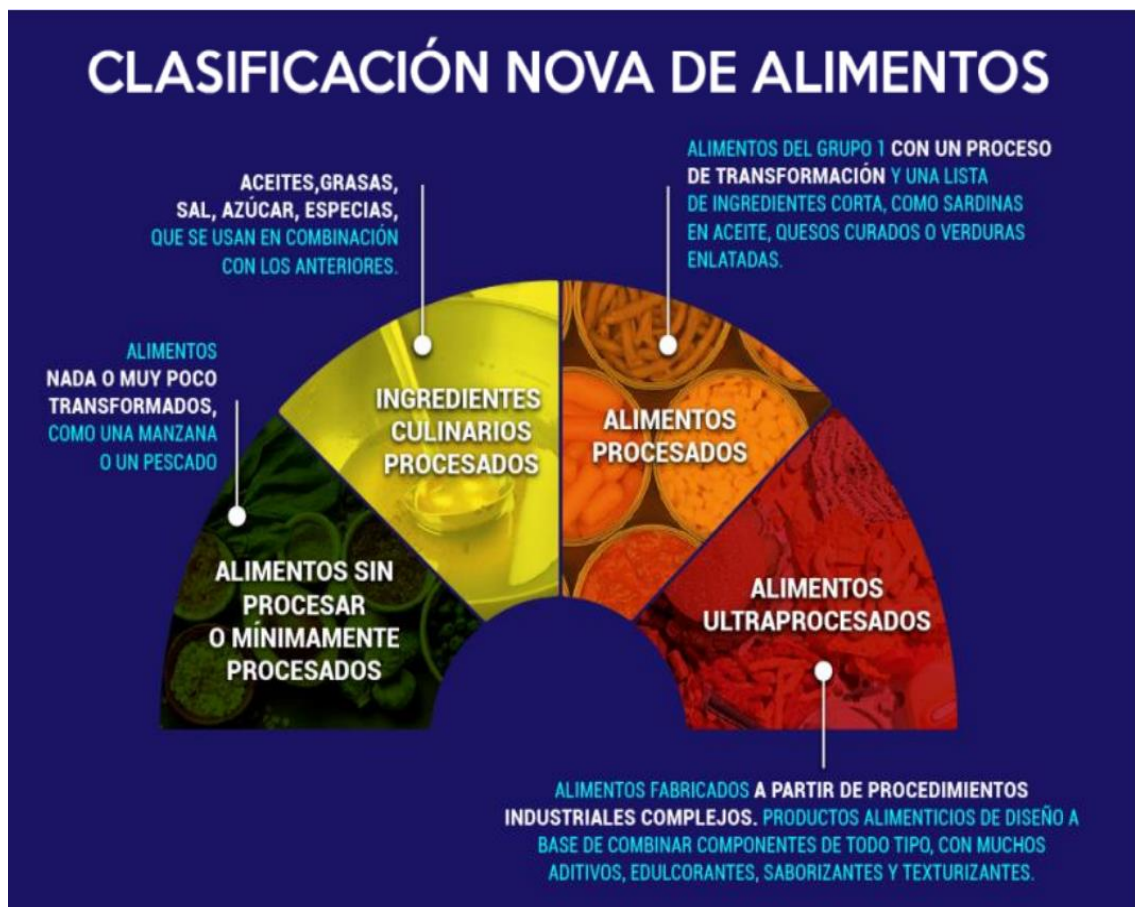 CLASIFICACIÓN NOVA DE ALIMENTOS
ALIMENTOS
NADA O MUY POCO
TRANSFORMADOS,
COMO UNA MANZANA
O UN PESCADO
ALIMENTOS SIN
PROCESAR
O MÍNIMAMENTE
PROCESADOS
ACEITES,GRASAS,
SAL, AZÚCAR, ESPECIAS,
QUE SE USAN EN COMBINACIÓN
CON LOS ANTERIORES.
INGREDIENTES
CULINARIOS
PROCESADOS
ALIMENTOS DEL GRUPO 1 CON UN PROCESO
DE TRANSFORMACIÓN Y UNA LISTA
DE INGREDIENTES CORTA, COMO SARDINAS
EN ACEITE, QUESOS CURADOS O VERDURAS
ENLATADAS.
ALIMENTOS
PROCESADOS
ALIMENTOS
ULTRAPROCESADOS
ALIMENTOS FABRICADOS A PARTIR DE PROCEDIMIENTOS
INDUSTRIALES COMPLEJOS. PRODUCTOS ALIMENTICIOS DE DISEÑO A
BASE DE COMBINAR COMPONENTES DE TODO TIPO, CON MUCHOS
ADITIVOS, EDULCORANTES, SABORIZANTES Y TEXTURIZANTES.